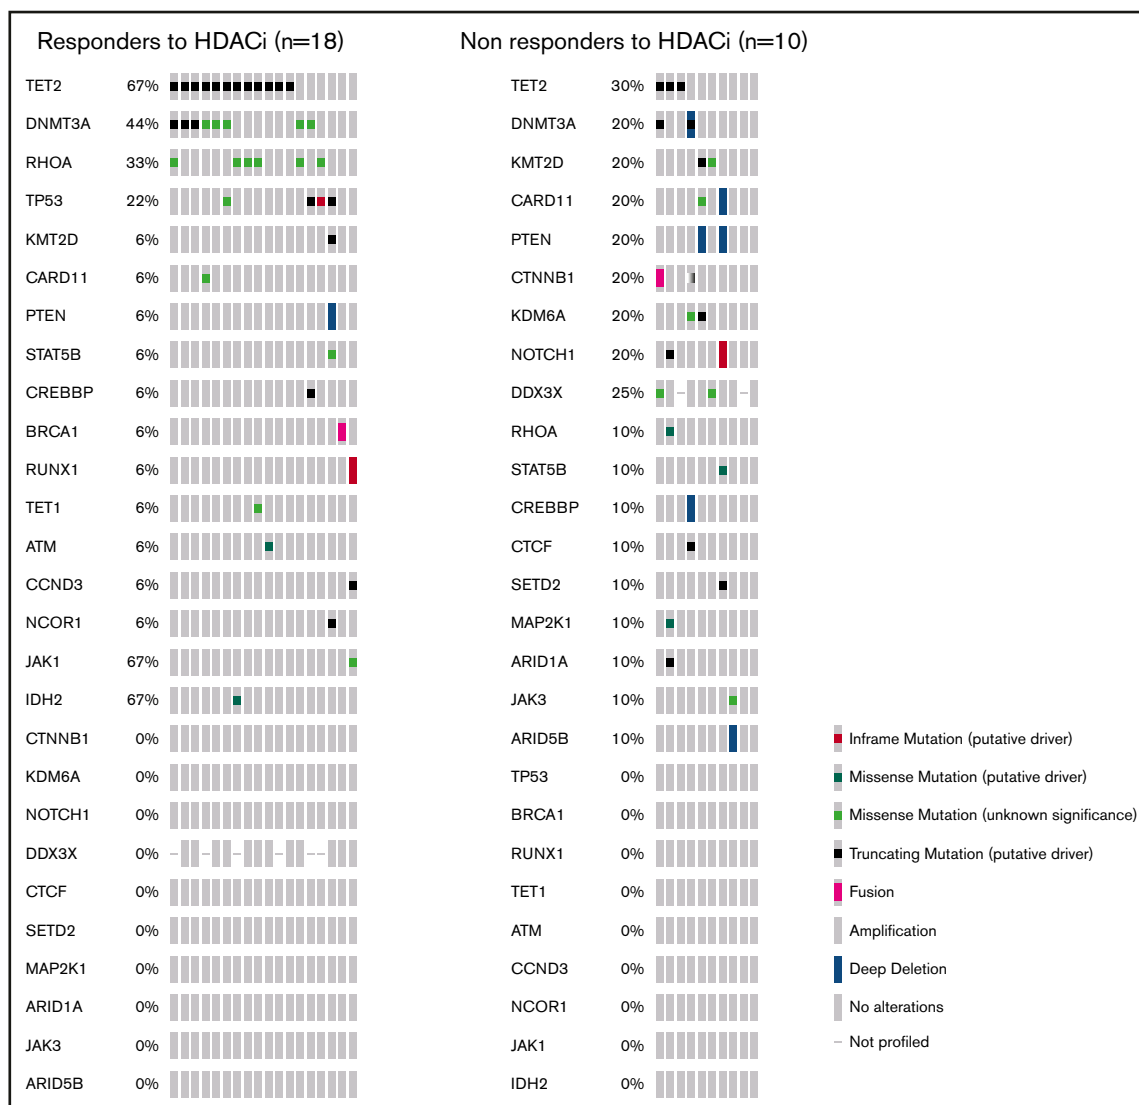 Responders to HDACi (n=18)
TET2 67%
DNMT3A 44%
RHOA 33%
TP53 22%
KMT2D 6%
CARD11 6%
PTEN 6%
STAT5B 6%
CREBBP 6%
BRCA1 6%
RUNX1 6%
TET1 6%
ATM 6%
CCND3 6%
NCOR1 6%
JAK1 67%
IDH2 67%
CTNNB1 0%
KDM6A 0%
NOTCH1 0%
DDX3X 0%
CTCF 0%
SETD2 0%
MAP2K1 0%
ARID1A 0%
JAK3 0%
ARID5B 0%
Non responders to HDACi (n=10)
TET2 30%
DNMT3A 20%
KMT2D 20%
CARD11 20%
PTEN 20%
CTNNB1 20%
KDM6A 20%
NOTCH1 20%
DDX3X 25%
RHOA 10%
STAT5B 10%
CREBBP 10%
CTCF 10%
SETD2 10%
MAP2K1 10%
ARID1A 10%
JAK3 10%
ARID5B 10%
TP53 0%
BRCA1 0%
RUNX1 0%
TET1 0%
ATM 0%
CCND3 0%
NCOR1 0%
JAK1 0%
IDH2 0%
Inframe Mutation (putative driver)
Missense Mutation (putative driver)
Missense Mutation (unknown significance)
Truncating Mutation (putative driver)
Fusion
Amplification
Deep Deletion
No alterations
Not profiled